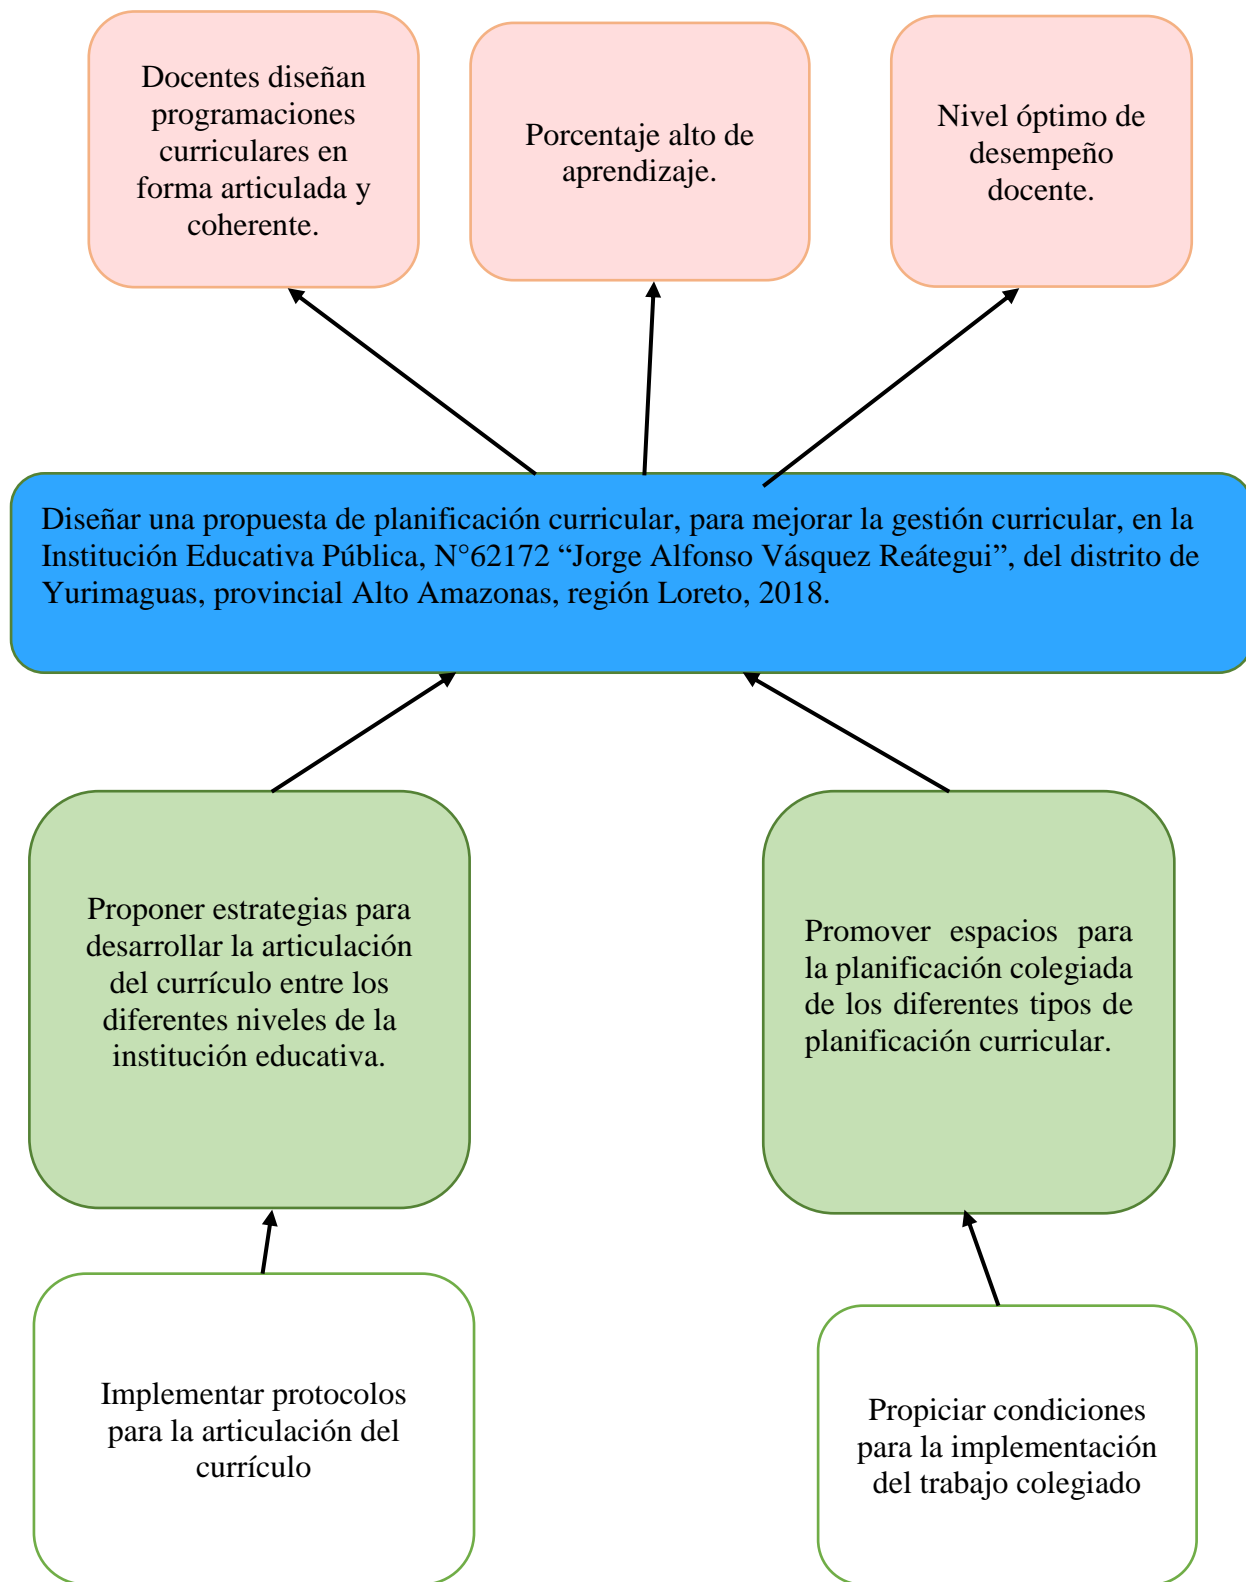 Docentes diseñan
programaciones
curriculares en
forma articulada y
coherente.
Porcentaje alto de
aprendizaje.
Nivel óptimo de
desempeño
docente.
Diseñar una propuesta de planificación curricular, para mejorar la gestión curricular, en la
Institución Educativa Pública, N°62172 “Jorge Alfonso Vásquez Reátegui”, del distrito de
Yurimaguas, provincial Alto Amazonas, región Loreto, 2018.
Proponer estrategias para
desarrollar la articulación
del currículo entre los
diferentes niveles de la
institución educativa.
Promover espacios para
la planificación colegiada
de los diferentes tipos de
planificación curricular.
Implementar protocolos
para la articulación del
currículo
Propiciar condiciones
para la implementación
del trabajo colegiado